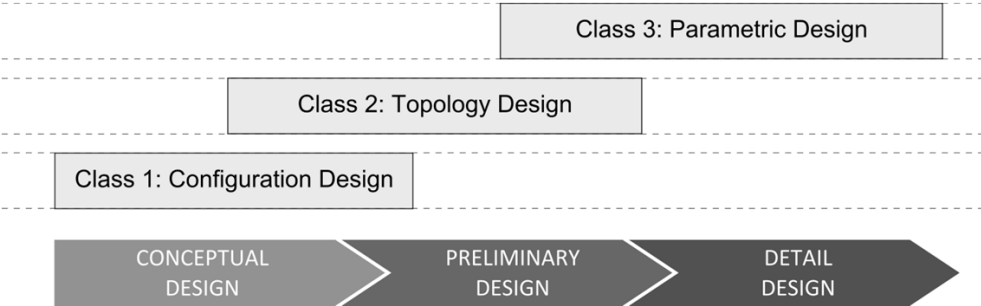 Class 3: Parametric Design
Class 2: Topology Design
Class 1: Configuration Design
CONCEPTUAL
DESIGN
PRELIMINARY
DESIGN
DETAIL
DESIGN